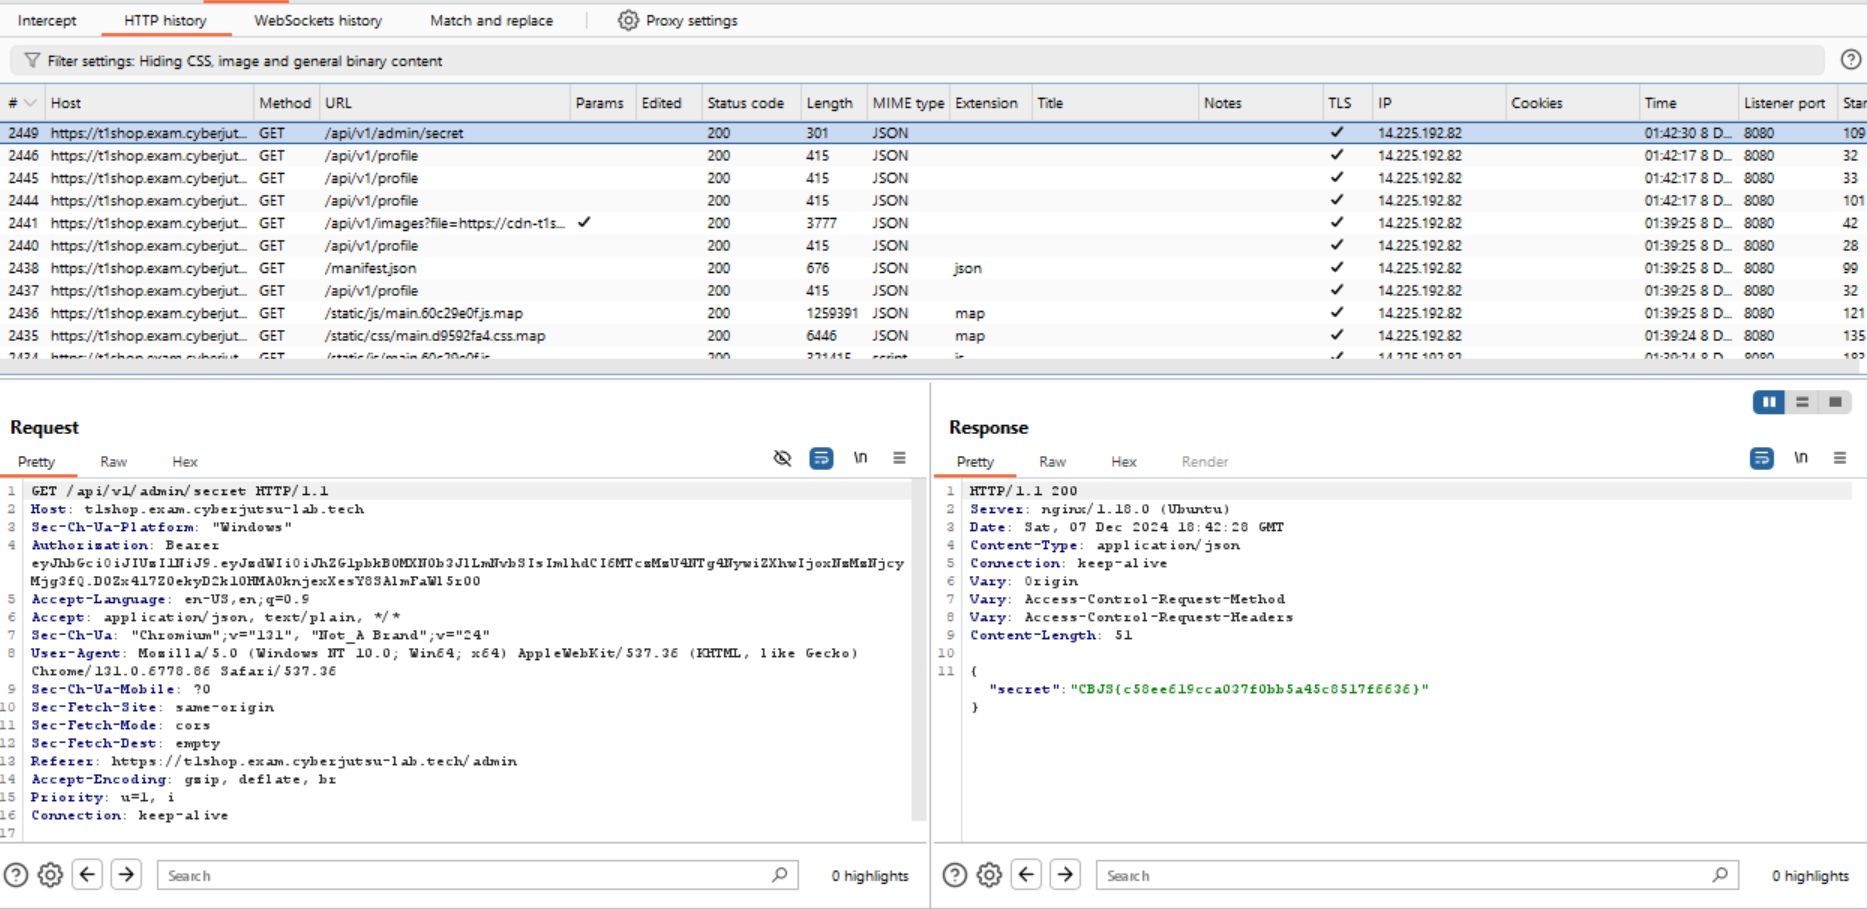 Intercept HTTP history WebSockets history Match and replace Proxy settings
Filter settings: Hiding CSS, image and general binary content
# Host Method URL Params Edited Status code Length MIME type Extension Title Notes TLS IP Cookies Time Listener port Star
2449 https://t1shop.exam.cyberjut... GET /api/v1/admin/secret 200 301 JSON ✓ 14.225.192.82 01:42:30 8 D... 8080 109
2446 https://t1shop.exam.cyberjut... GET /api/v1/profile 200 415 JSON ✓ 14.225.192.82 01:42:17 8 D... 8080 32
2445 https://t1shop.exam.cyberjut... GET /api/v1/profile 200 415 JSON ✓ 14.225.192.82 01:42:17 8 D... 8080 33
2444 https://t1shop.exam.cyberjut... GET /api/v1/profile 200 415 JSON ✓ 14.225.192.82 01:42:17 8 D... 8080 101
2441 https://t1shop.exam.cyberjut... GET /api/v1/images?file=https://cdn-t1s... ✓ 200 3777 JSON ✓ 14.225.192.82 01:39:25 8 D... 8080 42
2440 https://t1shop.exam.cyberjut... GET /api/v1/profile 200 415 JSON ✓ 14.225.192.82 01:39:25 8 D... 8080 28
2438 https://t1shop.exam.cyberjut... GET /manifest.json 200 676 JSON json ✓ 14.225.192.82 01:39:25 8 D... 8080 99
2437 https://t1shop.exam.cyberjut... GET /api/v1/profile 200 415 JSON ✓ 14.225.192.82 01:39:25 8 D... 8080 32
2436 https://t1shop.exam.cyberjut... GET /static/js/main.60c29e0f.js.map 200 1259391 JSON map ✓ 14.225.192.82 01:39:25 8 D... 8080 121
2435 https://t1shop.exam.cyberjut... GET /static/css/main.d9592fa4.css.map 200 6446 JSON map ✓ 14.225.192.82 01:39:24 8 D... 8080 135
2434 https://t1shop.exam.cyberjut... GET /static/js/main.60c29e0f.js 200 321415 script js ✓ 14.225.192.82 01:39:24 8 D... 8080
Request
Pretty Raw Hex \n
1 GET /api/v1/admin/secret HTTP/1.1
2 Host: t1shop.exam.cyberjutsu-lab.tech
3 Sec-Ch-Ua-Platform: "Windows"
4 Authorization: Bearer
5 Accept-Language: en-US,en;q=0.9
6 Accept: application/json, text/plain, */*
7 Sec-Ch-Ua: "Chromium";v="131", "Not_A Brand";v="24"
8 User-Agent: Mozilla/5.0 (Windows NT 10.0; Win64; x64) AppleWebKit/537.36 (KHTML, like Gecko)
Chrome/131.0.6778.86 Safari/537.36
9 Sec-Ch-Ua-Mobile: ?0
10 Sec-Fetch-Site: same-origin
11 Sec-Fetch-Mode: cors
12 Sec-Fetch-Dest: empty
13 Referer: https://t1shop.exam.cyberjutsu-lab.tech/admin
14 Accept-Encoding: gzip, deflate, br
15 Priority: u=1, i
16 Connection: keep-alive
17
Search 0 highlights
Response
Pretty Raw Hex Render \n
1 HTTP/1.1 200
2 Server: nginx/1.18.0 (Ubuntu)
3 Date: Sat, 07 Dec 2024 18:42:28 GMT
4 Content-Type: application/json
5 Connection: keep-alive
6 Vary: Origin
7 Vary: Access-Control-Request-Method
8 Vary: Access-Control-Request-Headers
9 Content-Length: 51
10
11 {
"secret":"CBJS{c58ee619cca037f0bb5a45c8517f6636}"
}
Search 0 highlights